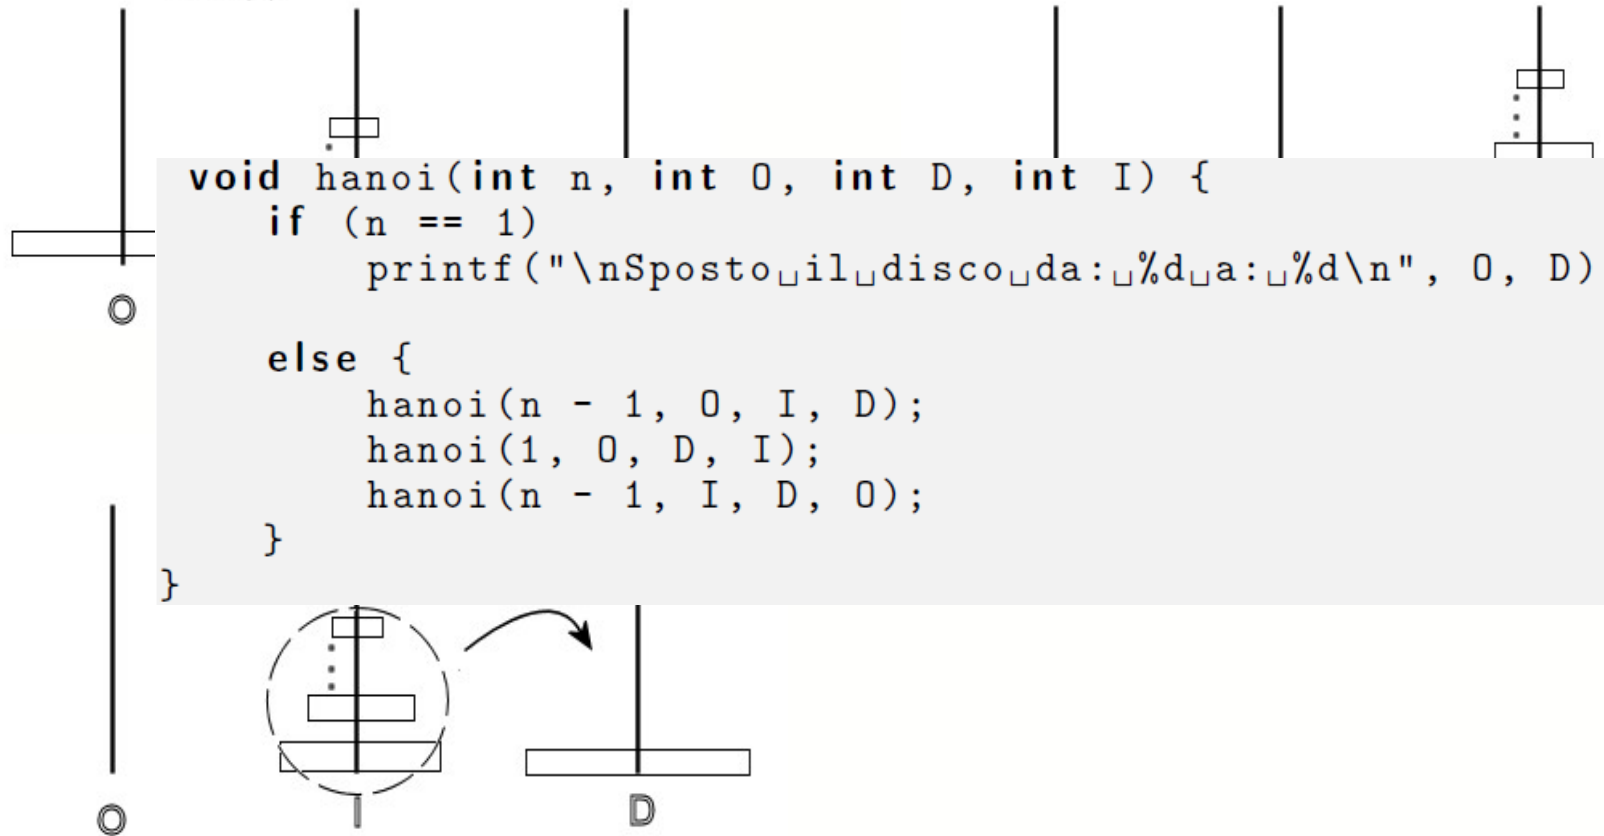 void hanoi(int n, int O, int D, int I) {
if (n == 1)
printf("\nSposto␣il␣disco␣da:␣%d␣a:␣%d\n", O, D)
O
else {
hanoi(n - 1, O, I, D);
hanoi(1, O, D, I);
hanoi(n - 1, I, D, O);
}
}
O
I
D